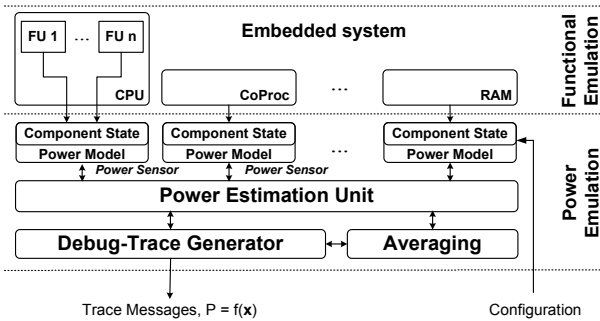 Embedded system
FU 1 ... FU n
CPU
CoProc
...
RAM
Functional Emulation
Component State
Power Model
Power Sensor
Component State
Power Model
Power Sensor
...
Component State
Power Model
Power Estimation Unit
Debug-Trace Generator
Averaging
Power Emulation
Trace Messages, P = f(x)
Configuration